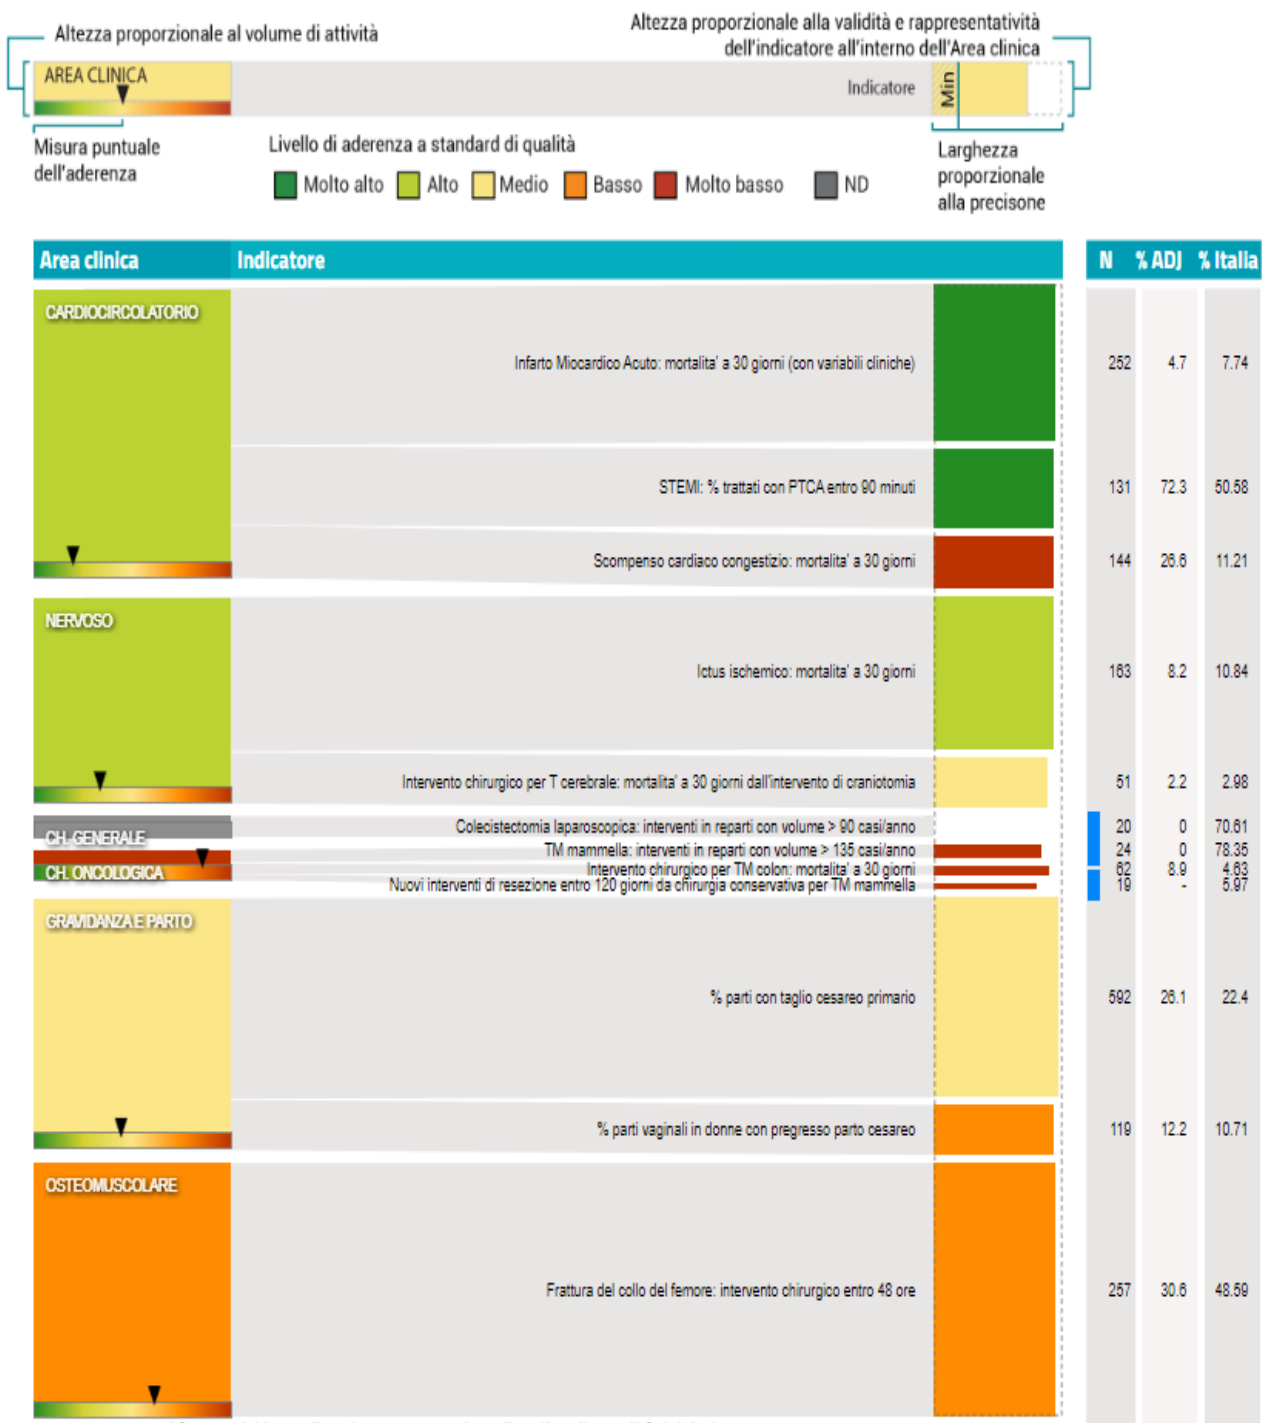 Altezza proporzionale al volume di attività
Altezza proporzionale alla validità e rappresentatività
dell'indicatore all'interno dell'Area clinica
AREA CLINICA
Indicatore
Min
Misura puntuale
dell'aderenza
Livello di aderenza a standard di qualità
Molto alto Alto Medio Basso Molto basso ND
Larghezza
proporzionale
alla precisone
Area clinica Indicatore N % ADJ % Italia
CARDIOCIRCOLATORIO
Infarto Miocardico Acuto: mortalita' a 30 giorni (con variabili cliniche) 252 4.7 7.74
STEMI: % trattati con PTCA entro 90 minuti 131 72.3 50.58
Scompenso cardiaco congestizio: mortalita' a 30 giorni 144 26.6 11.21
NERVOSO
Ictus ischemico: mortalita' a 30 giorni 163 8.2 10.84
Intervento chirurgico per T cerebrale: mortalita' a 30 giorni dall'intervento di craniotomia 51 2.2 2.98
CH. GENERALE
Colecistectomia laparoscopica: interventi in reparti con volume > 90 casi/anno 20 0 70.61
TM mammella: interventi in reparti con volume > 135 casi/anno 24 0 78.35
CH. ONCOLOGICA
Intervento chirurgico per TM colon: mortalita' a 30 giorni 62 8.9 4.63
Nuovi interventi di resezione entro 120 giorni da chirurgia conservativa per TM mammella 19 - 5.97
GRAVIDANZA E PARTO
% parti con taglio cesareo primario 592 26.1 22.4
% parti vaginali in donne con pregresso parto cesareo 119 12.2 10.71
OSTEOMUSCOLARE
Frattura del collo del femore: intervento chirurgico entro 48 ore 257 30.6 48.59